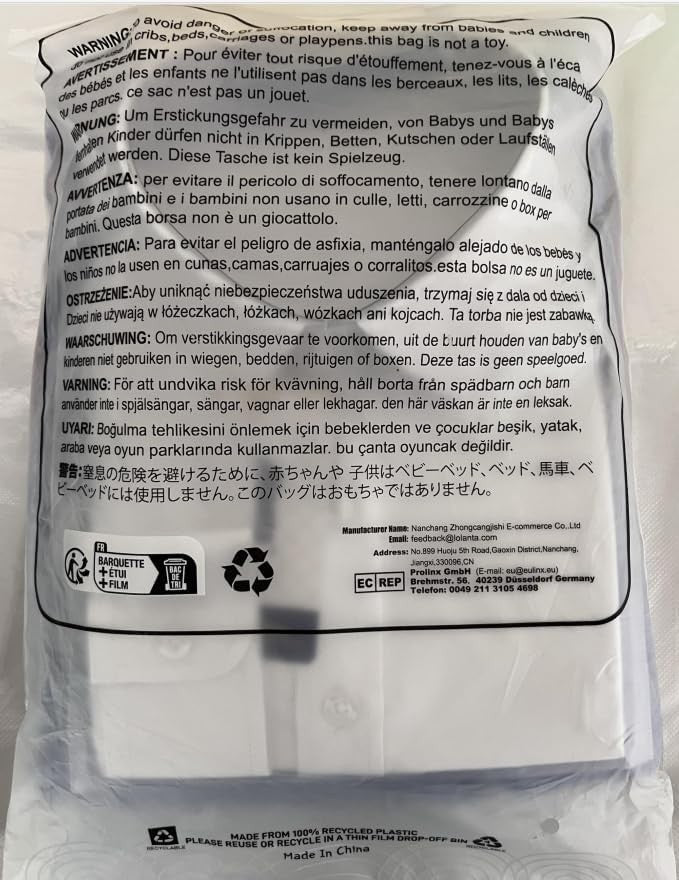 WARNING: To avoid danger of suffocation, keep away from babies and children
cribs,beds,carriages or playpens.this bag is not a toy.
AVERTISSEMENT : Pour éviter tout risque d'étouffement, tenez-vous à l'éca
des bébés et les enfants ne l'utilisent pas dans les berceaux, les lits, les calèches
ou les parcs. ce sac n'est pas un jouet.
WARNUNG: Um Erstickungsgefahr zu vermeiden, von Babys und Babys
Kinder dürfen nicht in Krippen, Betten, Kutschen oder Laufställen
verwendet werden. Diese Tasche ist kein Spielzeug.
AVVERTENZA: per evitare il pericolo di soffocamento, tenere lontano dalla
portata dei bambini e i bambini non usano in culle, letti, carrozzine o box per
bambini. Questa borsa non è un giocattolo.
ADVERTENCIA: Para evitar el peligro de asfixia, manténgalo alejado de los bebés y
los niños no la usen en cunas,camas,carruajes o corralitos.esta bolsa no es un juguete.
OSTRZEŻENIE:Aby uniknąć niebezpieczeństwa uduszenia, trzymaj się z dala od dzieci i
Dzieci nie używają w łóżeczkach, łóżkach, wózkach ani kojcach. Ta torba nie jest zabawką.
WAARSCHUWING: Om verstikkingsgevaar te voorkomen, uit de buurt houden van baby's en
kinderen niet gebruiken in wiegen, bedden, rijtuigen of boxen. Deze tas is geen speelgoed.
VARNING: För att undvika risk för kvävning, håll borta från spädbarn och barn
använder inte i spjälsängar, sängar, vagnar eller lekhagar. den här väskan är inte en leksak.
UYARI: Boğulma tehlikesini önlemek için bebeklerden ve çocuklar beşik, yatak,
araba veya oyun parklarında kullanmazlar. bu çanta oyuncak değildir.
警告:窒息の危険を避けるために、赤ちゃんや 子供はベビーベッド、ベッド、馬車、ベ
ビーベッドには使用しません。このバッグはおもちゃではありません。
Manufacturer Name: Nanchang Zhongcangjishi E-commerce Co.,Ltd
Email: feedback@lolanta.com
Address: No.899 Huoju 5th Road,Gaoxin District,Nanchang,
Jiangxi,330096,CN
EC REP
Prolinx GmbH (E-mail: eu@eulinx.eu)
Brehmstr. 56, 40239 Düsseldorf Germany
Telefon: 0049 211 3105 4698
FR
BARQUETTE
+ÉTUI
+FILM
BAC
DE
TRI
MADE FROM 100% RECYCLED PLASTIC
PLEASE REUSE OR RECYCLE IN A THIN FILM DROP-OFF BIN
RECYCLABLE
RECYCLABLE
Made In China